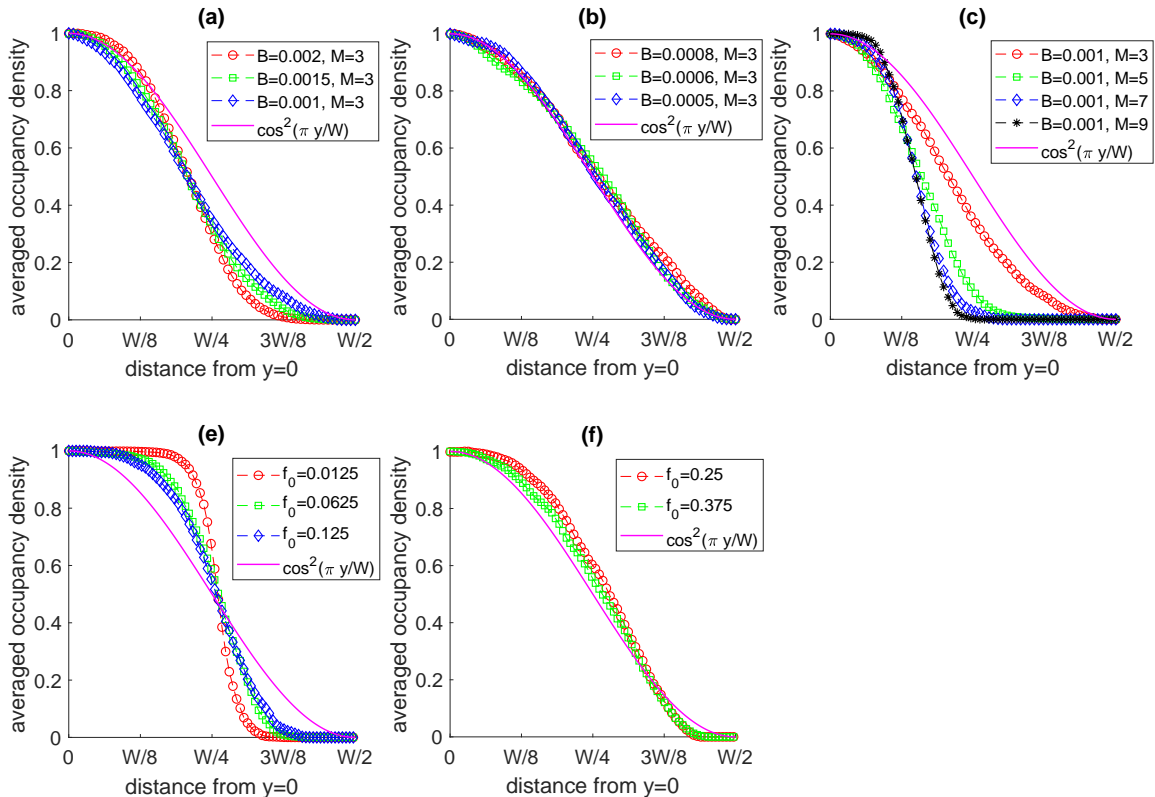 (a)
averaged occupancy density
1
0.8
0.6
0.4
0.2
0
0
W/8
W/4
3W/8
W/2
distance from y=0
B=0.002, M=3
B=0.0015, M=3
B=0.001, M=3
cos²(π y/W)
(b)
averaged occupancy density
1
0.8
0.6
0.4
0.2
0
0
W/8
W/4
3W/8
W/2
distance from y=0
B=0.0008, M=3
B=0.0006, M=3
B=0.0005, M=3
cos²(π y/W)
(c)
averaged occupancy density
1
0.8
0.6
0.4
0.2
0
0
W/8
W/4
3W/8
W/2
distance from y=0
B=0.001, M=3
B=0.001, M=5
B=0.001, M=7
B=0.001, M=9
cos²(π y/W)
(e)
averaged occupancy density
1
0.8
0.6
0.4
0.2
0
0
W/8
W/4
3W/8
W/2
distance from y=0
f₀=0.0125
f₀=0.0625
f₀=0.125
cos²(π y/W)
(f)
averaged occupancy density
1
0.8
0.6
0.4
0.2
0
0
W/8
W/4
3W/8
W/2
distance from y=0
f₀=0.25
f₀=0.375
cos²(π y/W)